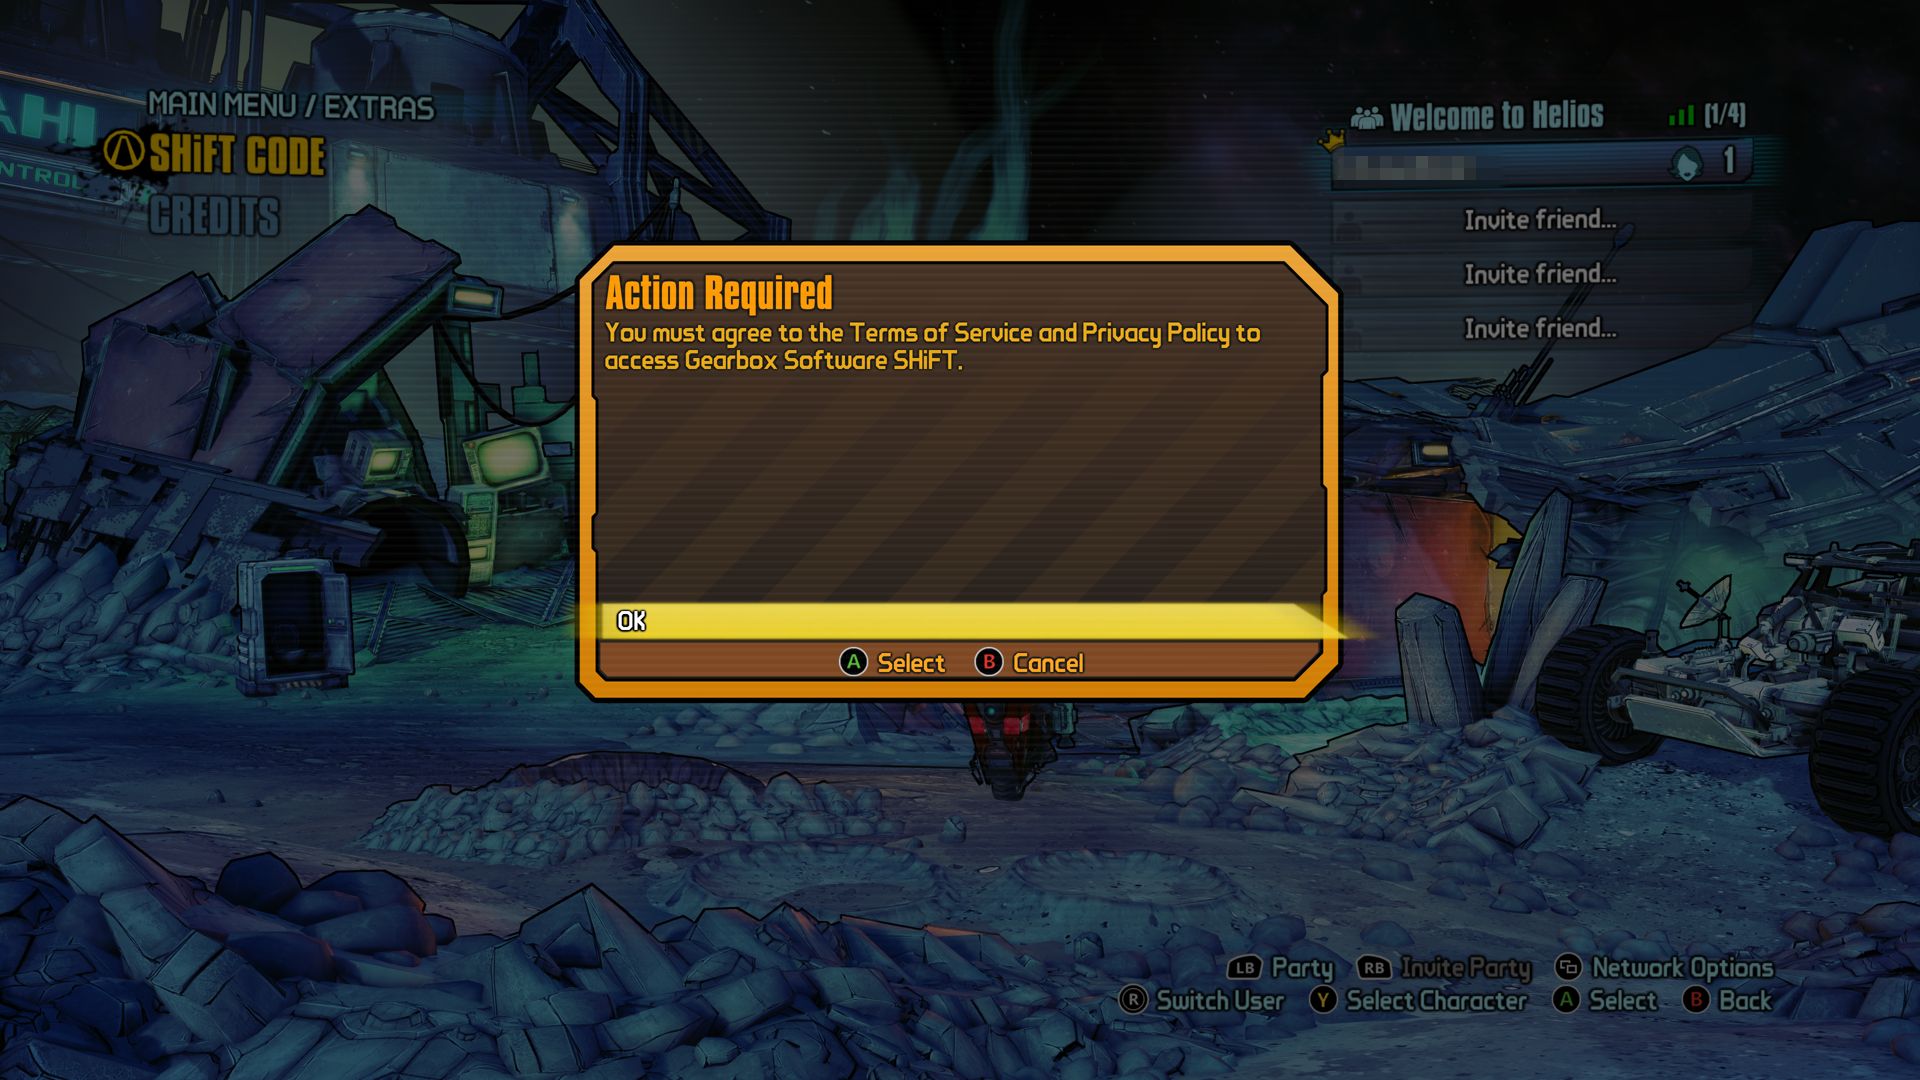 MAIN MENU / EXTRAS
SHiFT CODE
CREDITS
NTROL
Welcome to Helios (1/4)
1
Invite friend...
Invite friend...
Invite friend...
Action Required
You must agree to the Terms of Service and Privacy Policy to
access Gearbox Software SHiFT.
OK
A Select B Cancel
LB Party RB Invite Party Network Options
R Switch User Y Select Character A Select B Back